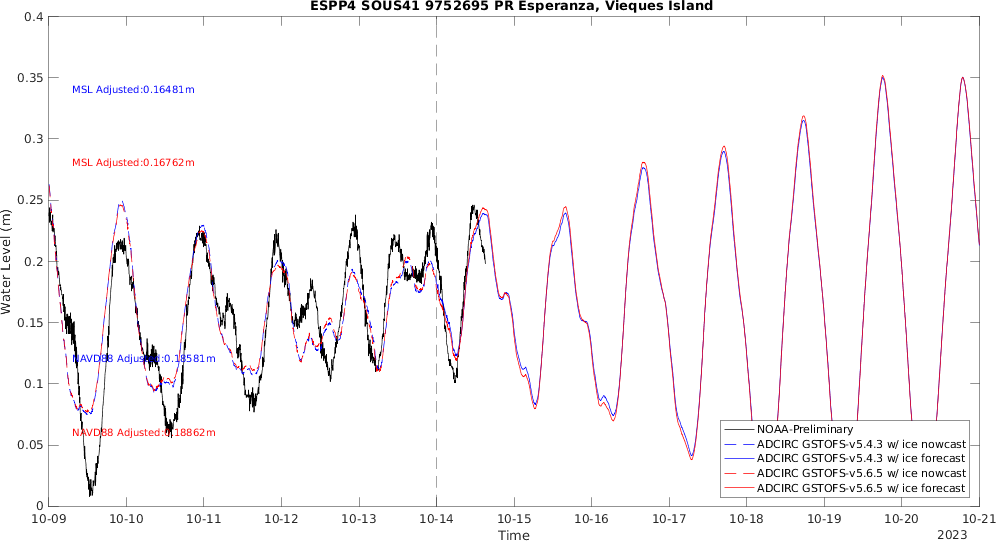 ESPP4 SOUS41 9752695 PR Esperanza, Vieques Island
0.4
0.35
0.3
0.25
0.2
0.15
0.1
0.05
0
Water Level (m)
MSL Adjusted:0.16481m
MSL Adjusted:0.16762m
NAVD88 Adjusted:0.18581m
NAVD88 Adjusted:0.18862m
NOAA-Preliminary
ADCIRC GSTOFS-v5.4.3 w/ ice nowcast
ADCIRC GSTOFS-v5.4.3 w/ ice forecast
ADCIRC GSTOFS-v5.6.5 w/ ice nowcast
ADCIRC GSTOFS-v5.6.5 w/ ice forecast
10-09 10-10 10-11 10-12 10-13 10-14 10-15 10-16 10-17 10-18 10-19 10-20 10-21
Time
2023